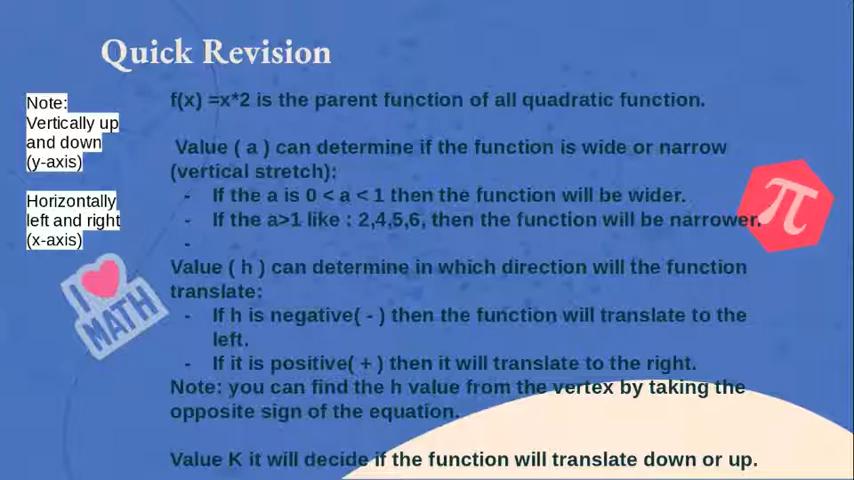 Quick Revision
Note:
Vertically up
and down
(y-axis)
Horizontally
left and right
(x-axis)
I
MATH
f(x) =x*2 is the parent function of all quadratic function.
Value ( a ) can determine if the function is wide or narrow
(vertical stretch):
- If the a is 0 < a < 1 then the function will be wider.
- If the a>1 like : 2,4,5,6, then the function will be narrower.
-
Value ( h ) can determine in which direction will the function
translate:
- If h is negative( - ) then the function will translate to the
left.
- If it is positive( + ) then it will translate to the right.
Note: you can find the h value from the vertex by taking the
opposite sign of the equation.
Value K it will decide if the function will translate down or up.
π